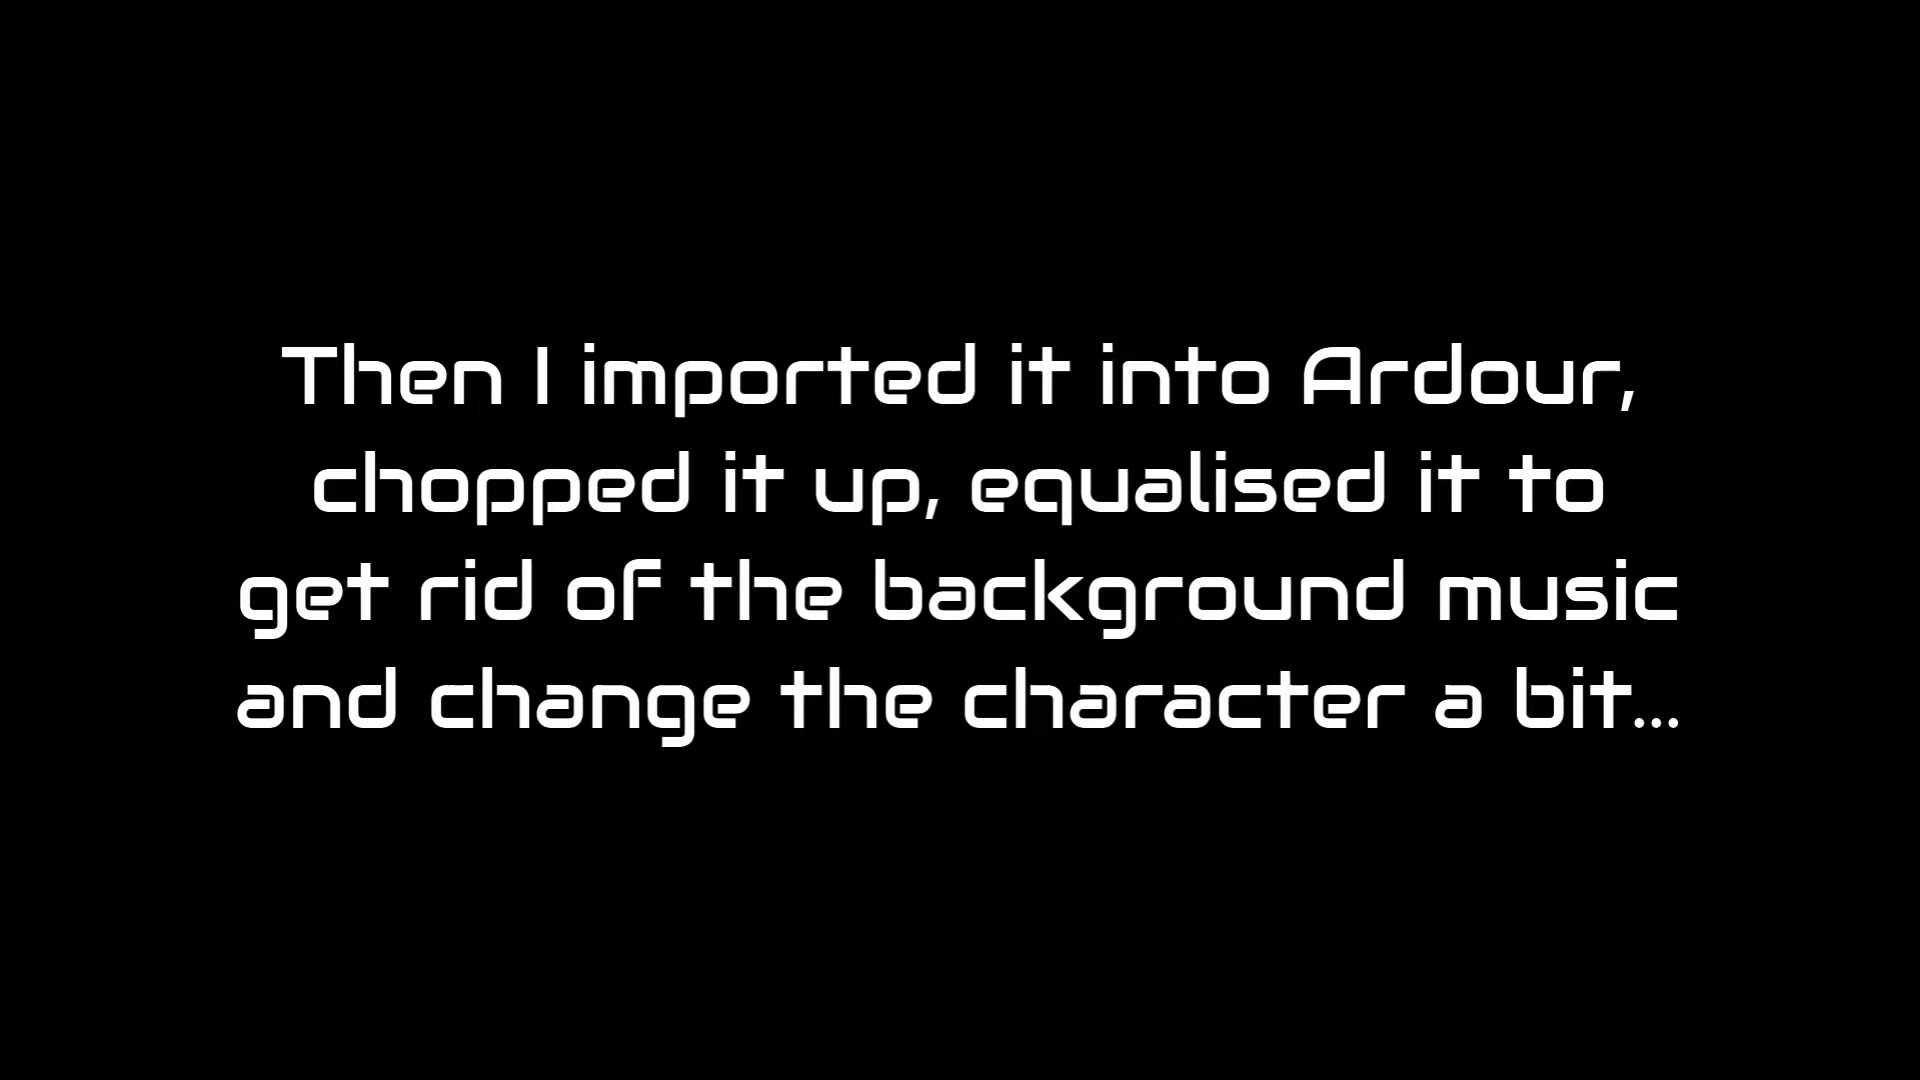 Then I imported it into Ardour,
chopped it up, equalised it to
get rid of the background music
and change the character a bit...